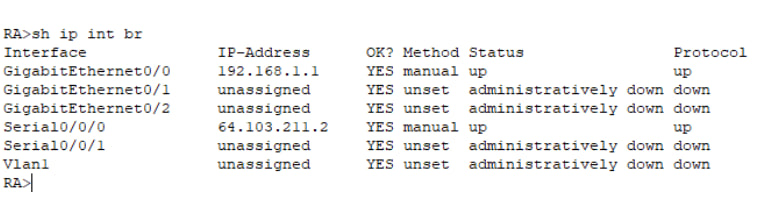 RA>sh ip int br
Interface IP-Address OK? Method Status Protocol
GigabitEthernet0/0 192.168.1.1 YES manual up up
GigabitEthernet0/1 unassigned YES unset administratively down down
GigabitEthernet0/2 unassigned YES unset administratively down down
Serial0/0/0 64.103.211.2 YES manual up up
Serial0/0/1 unassigned YES unset administratively down down
Vlan1 unassigned YES unset administratively down down
RA>